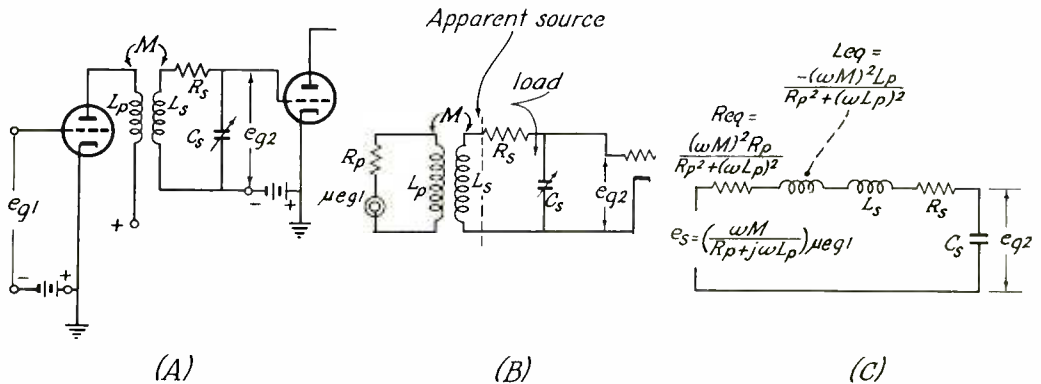 M
Lp
Ls
Rs
Cs
eg2
eg1
+
- +
- +
(A)
Apparent source
load
M
Rp
μeg1
Lp
Ls
Rs
Cs
eg2
(B)
Leq =
-(ωM)²Lp
Rp²+(ωLp)²
Req =
(ωM)²Rp
Rp²+(ωLp)²
Ls
Rs
es=(ωM
Rp+jωLp)μeg1
Cs
eg2
(C)